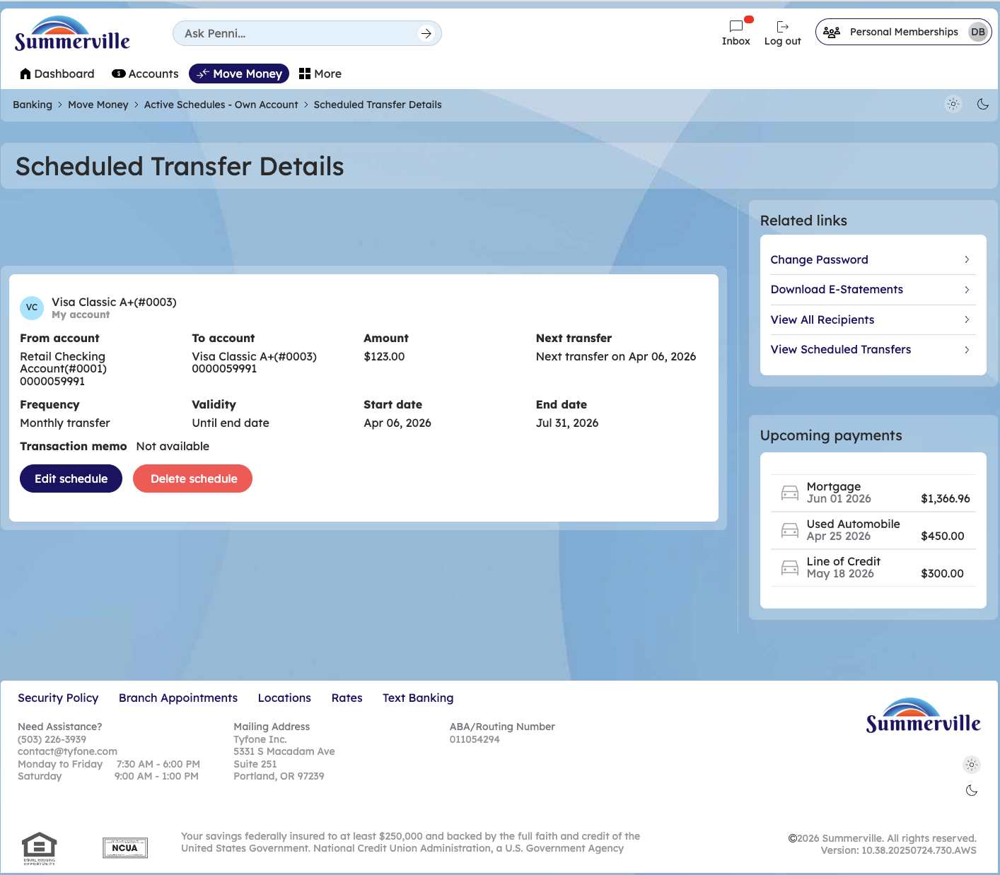 Summerville
Ask Penni...
Inbox
Log out
Personal Memberships
DB
Dashboard
Accounts
Move Money
More
Banking > Move Money > Active Schedules - Own Account > Scheduled Transfer Details
Scheduled Transfer Details
VC
Visa Classic A+(#0003)
My account
From account
Retail Checking
Account(#0001)
0000059991
To account
Visa Classic A+(#0003)
0000059991
Amount
$123.00
Next transfer
Next transfer on Apr 06, 2026
Frequency
Monthly transfer
Validity
Until end date
Start date
Apr 06, 2026
End date
Jul 31, 2026
Transaction memo Not available
Edit schedule
Delete schedule
Related links
Change Password
Download E-Statements
View All Recipients
View Scheduled Transfers
Upcoming payments
Mortgage
Jun 01 2026 $1,366.96
Used Automobile
Apr 25 2026 $450.00
Line of Credit
May 18 2026 $300.00
Security Policy
Branch Appointments
Locations
Rates
Text Banking
Need Assistance?
(503) 226-3939
contact@tyfone.com
Monday to Friday 7:30 AM - 6:00 PM
Saturday 9:00 AM - 1:00 PM
Mailing Address
Tyfone Inc.
5331 S Macadam Ave
Suite 251
Portland, OR 97239
ABA/Routing Number
011054294
Summerville
EQUAL HOUSING
OPPORTUNITY
NCUA
Your savings federally insured to at least $250,000 and backed by the full faith and credit of the
United States Government. National Credit Union Administration, a U.S. Government Agency
©2026 Summerville. All rights reserved.
Version: 10.38.20250724.730.AWS